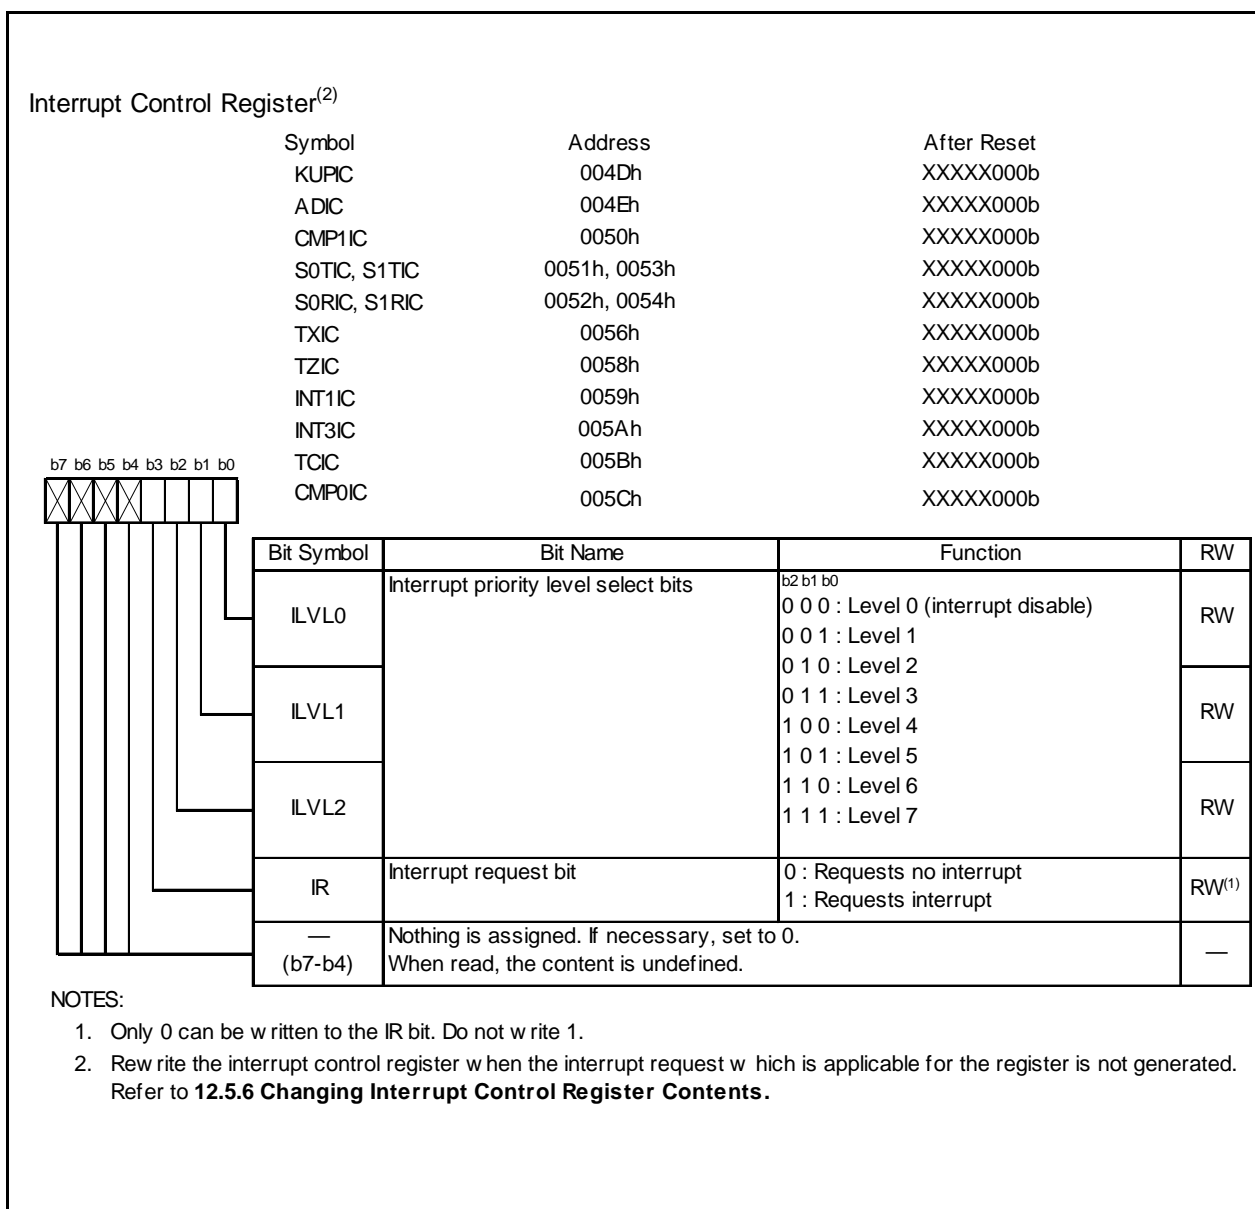 Interrupt Control Register(2)
Symbol Address After Reset
KUPIC 004Dh XXXXX000b
ADIC 004Eh XXXXX000b
CMP1IC 0050h XXXXX000b
S0TIC, S1TIC 0051h, 0053h XXXXX000b
S0RIC, S1RIC 0052h, 0054h XXXXX000b
TXIC 0056h XXXXX000b
TZIC 0058h XXXXX000b
INT1IC 0059h XXXXX000b
INT3IC 005Ah XXXXX000b
TCIC 005Bh XXXXX000b
CMP0IC 005Ch XXXXX000b
b7 b6 b5 b4 b3 b2 b1 b0
Bit Symbol Bit Name Function RW
ILVL0 Interrupt priority level select bits RW
b2 b1 b0
0 0 0 : Level 0 (interrupt disable)
0 0 1 : Level 1
0 1 0 : Level 2
0 1 1 : Level 3
1 0 0 : Level 4
1 0 1 : Level 5
1 1 0 : Level 6
1 1 1 : Level 7
ILVL1 RW
ILVL2 RW
IR Interrupt request bit 0 : Requests no interrupt RW(1)
1 : Requests interrupt
— Nothing is assigned. If necessary, set to 0. —
(b7-b4) When read, the content is undefined.
NOTES:
1. Only 0 can be written to the IR bit. Do not write 1.
2. Rewrite the interrupt control register when the interrupt request which is applicable for the register is not generated.
Refer to 12.5.6 Changing Interrupt Control Register Contents.